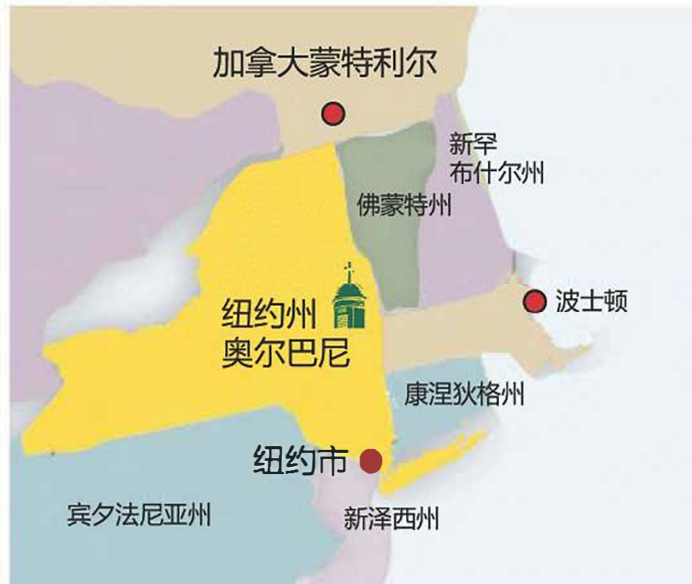 加拿大蒙特利尔
新罕
布什尔州
佛蒙特州
波士顿
纽约州
奥尔巴尼
康涅狄格州
纽约市
宾夕法尼亚州
新泽西州